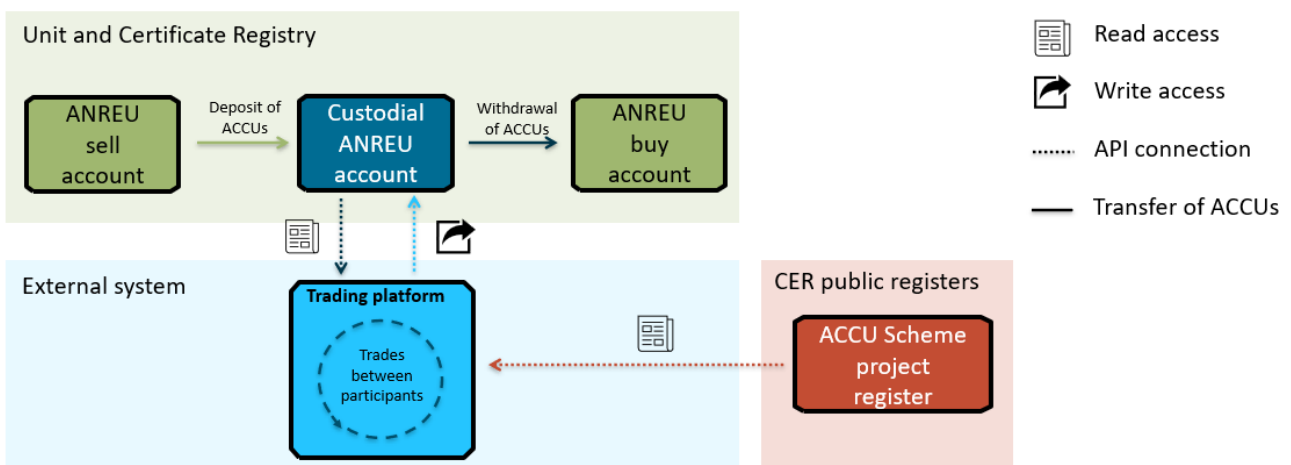 Unit and Certificate Registry
ANREU
sell
account
Deposit of
ACCUs
Custodial
ANREU
account
Withdrawal
of ACCUs
ANREU
buy
account
Read access
Write access
API connection
Transfer of ACCUs
External system
Trading platform
Trades
between
participants
CER public registers
ACCU Scheme
project
register